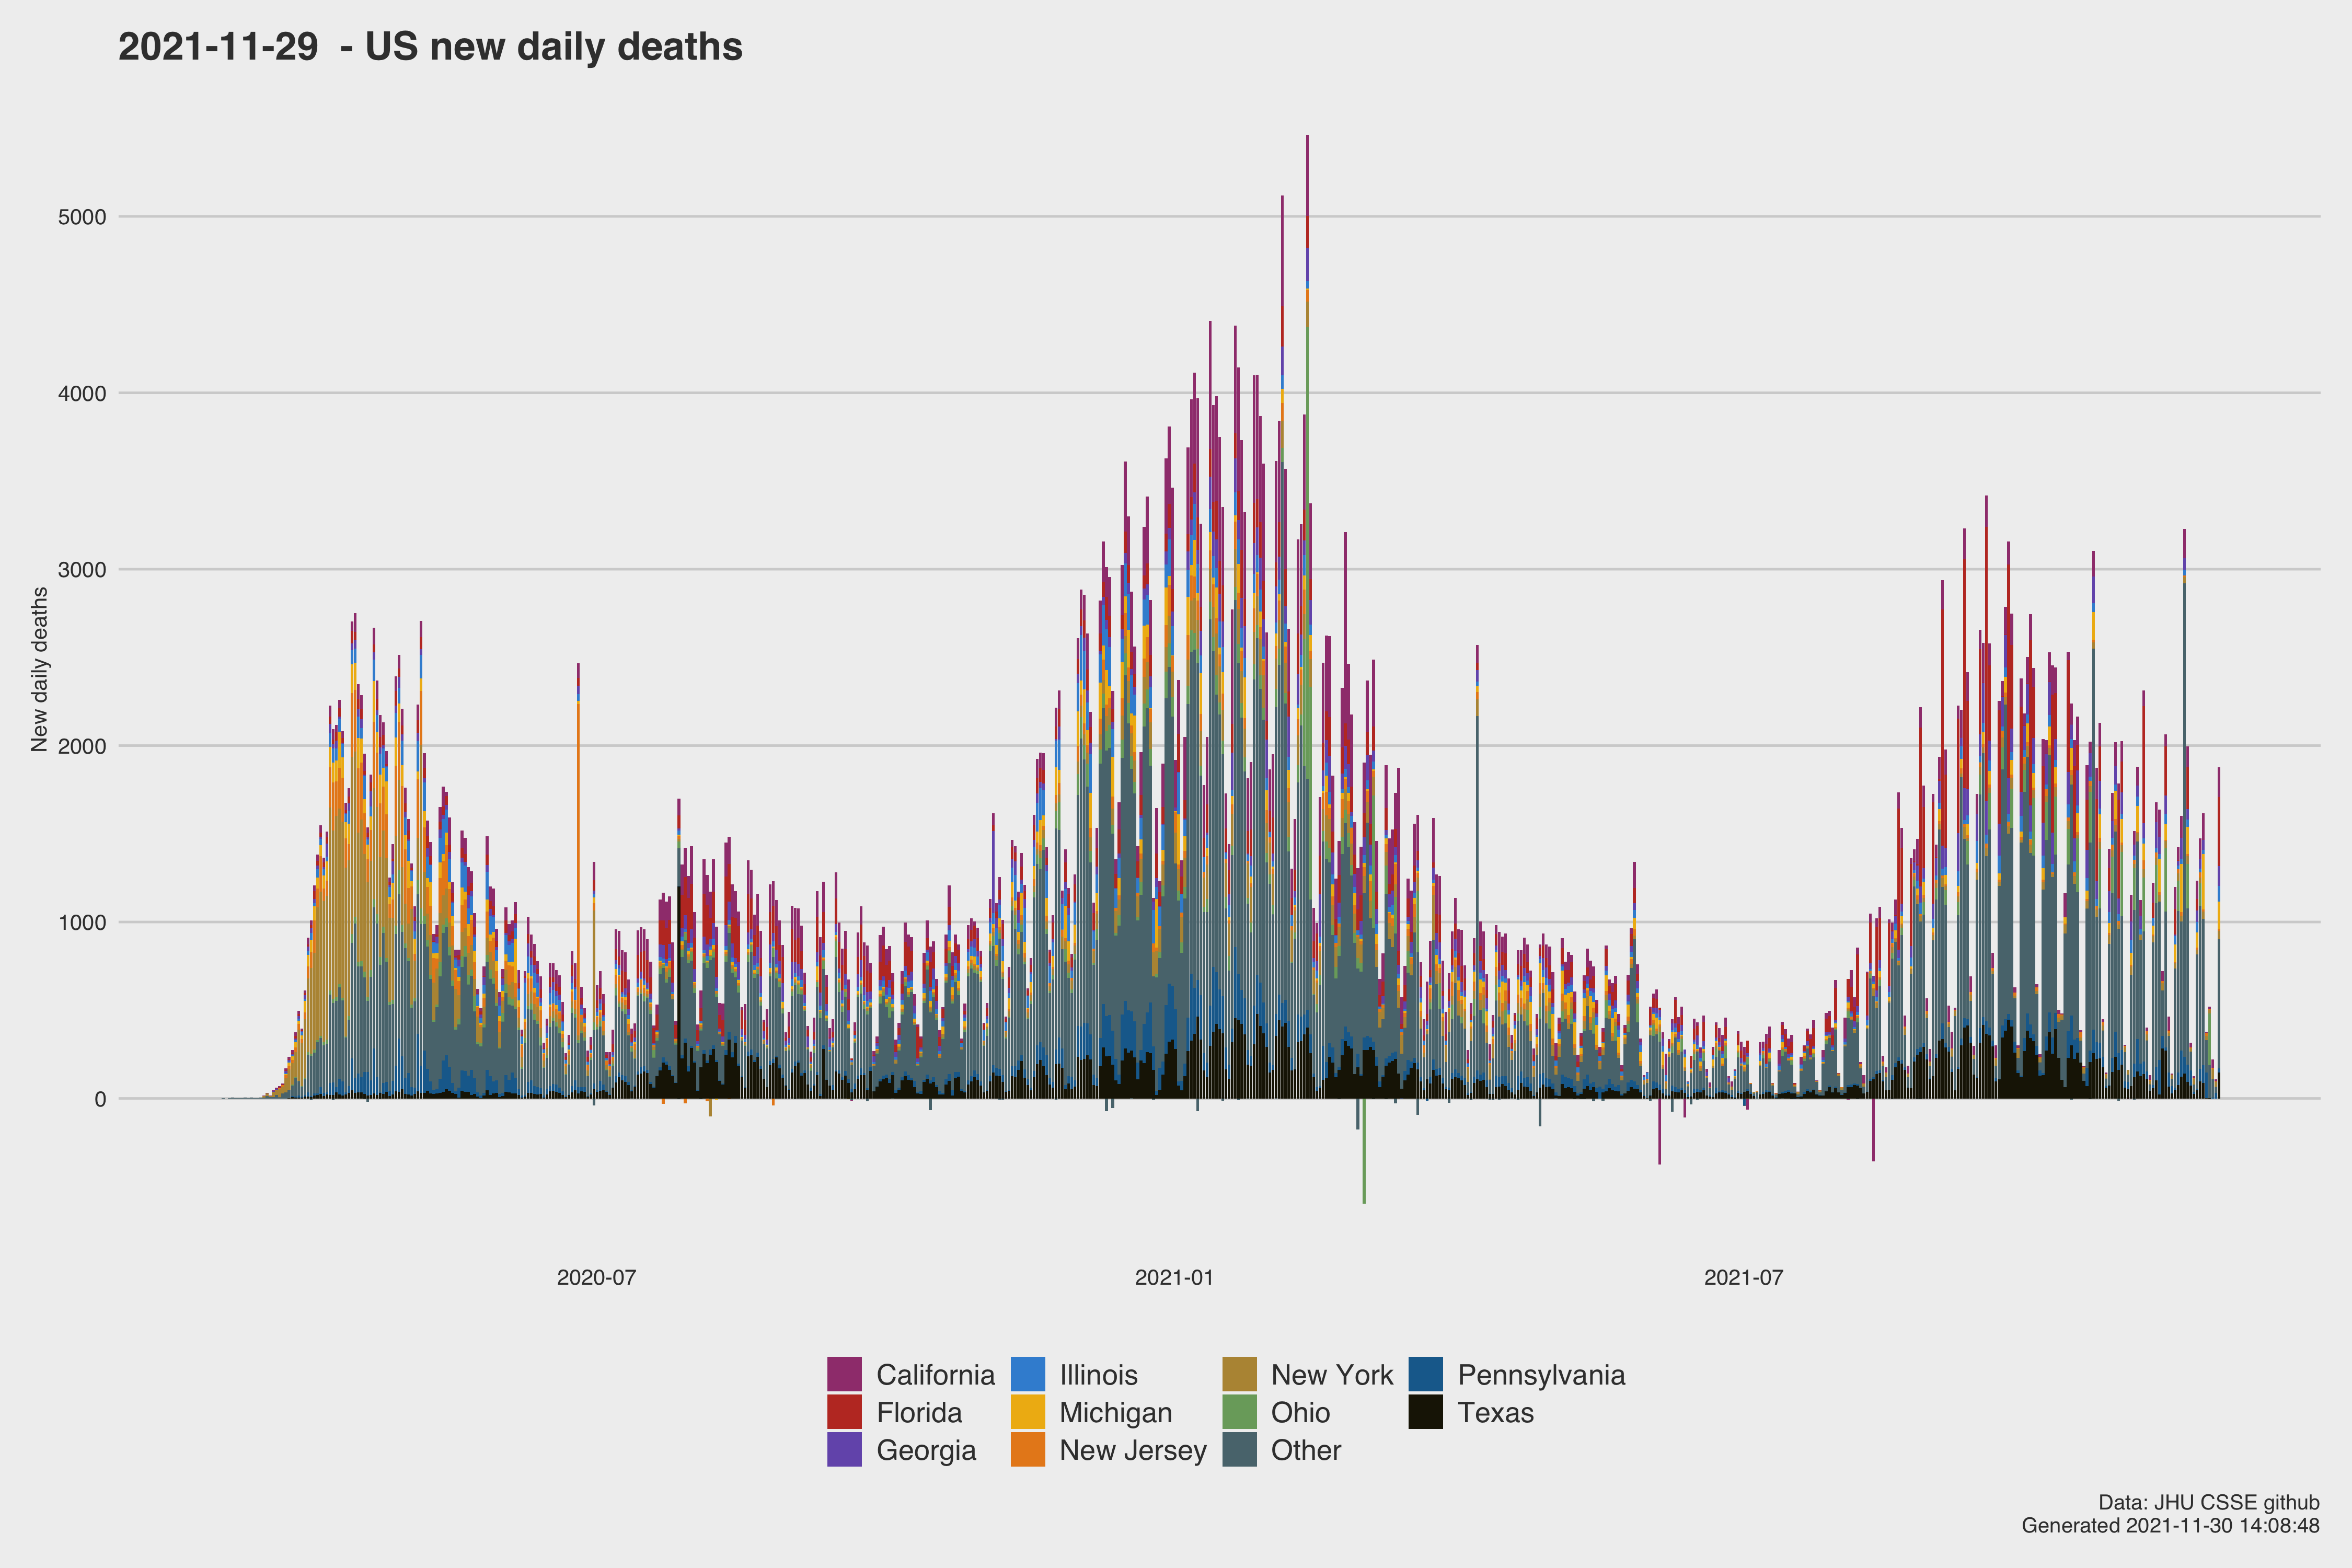 2021-11-29  - US new daily deaths
New daily deaths
5000
4000
3000
2000
1000
0
2020-07
2021-01
2021-07
California
Florida
Georgia
Illinois
Michigan
New Jersey
New York
Ohio
Other
Pennsylvania
Texas
Data: JHU CSSE github
Generated 2021-11-30 14:08:48